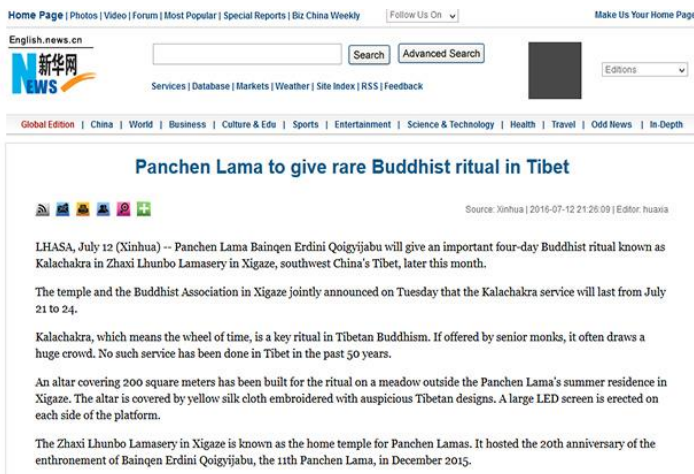 Home Page | Photos | Video | Forum | Most Popular | Special Reports | Biz China Weekly
Follow Us On
Make Us Your Home Page
English.news.cn
新华网
NEWS
Search
Advanced Search
Editions
Services | Database | Markets | Weather | Site Index | RSS | Feedback
Global Edition | China | World | Business | Culture & Edu | Sports | Entertainment | Science & Technology | Health | Travel | Odd News | In-Depth
Panchen Lama to give rare Buddhist ritual in Tibet
Source: Xinhua | 2016-07-12 21:26:09 | Editor: huaxia
LHASA, July 12 (Xinhua) -- Panchen Lama Bainqen Erdini Qoigyijabu will give an important four-day Buddhist ritual known as
Kalachakra in Zhaxi Lhunbo Lamasery in Xigaze, southwest China's Tibet, later this month.
The temple and the Buddhist Association in Xigaze jointly announced on Tuesday that the Kalachakra service will last from July
21 to 24.
Kalachakra, which means the wheel of time, is a key ritual in Tibetan Buddhism. If offered by senior monks, it often draws a
huge crowd. No such service has been done in Tibet in the past 50 years.
An altar covering 200 square meters has been built for the ritual on a meadow outside the Panchen Lama's summer residence in
Xigaze. The altar is covered by yellow silk cloth embroidered with auspicious Tibetan designs. A large LED screen is erected on
each side of the platform.
The Zhaxi Lhunbo Lamasery in Xigaze is known as the home temple for Panchen Lamas. It hosted the 20th anniversary of the
enthronement of Bainqen Erdini Qoigyijabu, the 11th Panchen Lama, in December 2015.